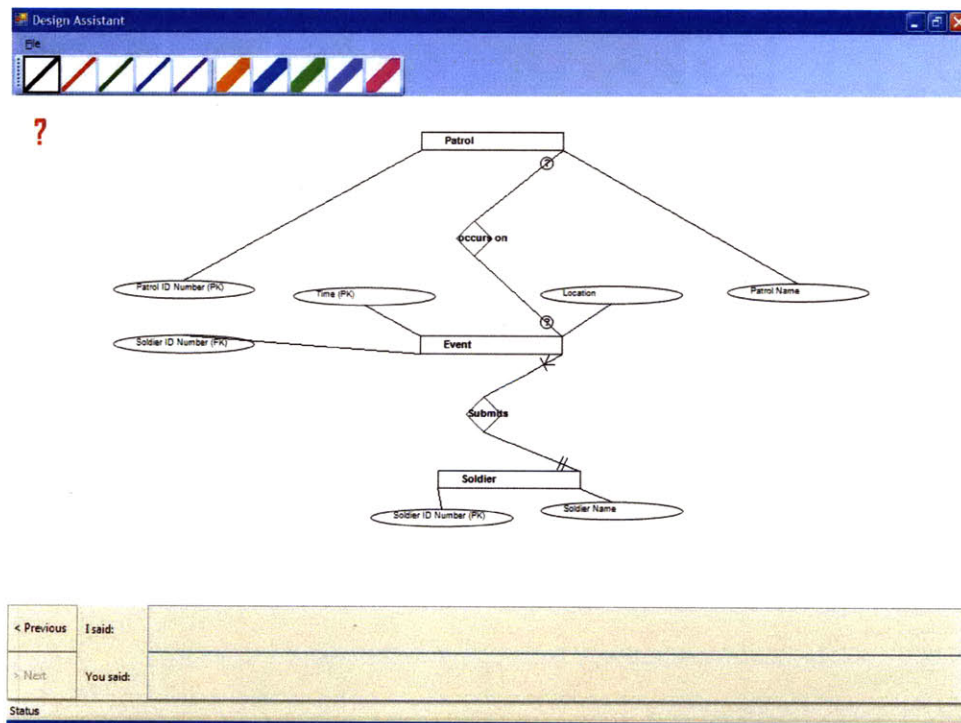 Design Assistant
File
?
Patrol
?
occurs on
Patrol ID Number (PK)
Time (PK)
Location
Patrol Name
?
Soldier ID Number (PK)
Event
Submits
Soldier
Soldier ID Number (PK)
Soldier Name
< Previous
I said:
> Next
You said:
Status